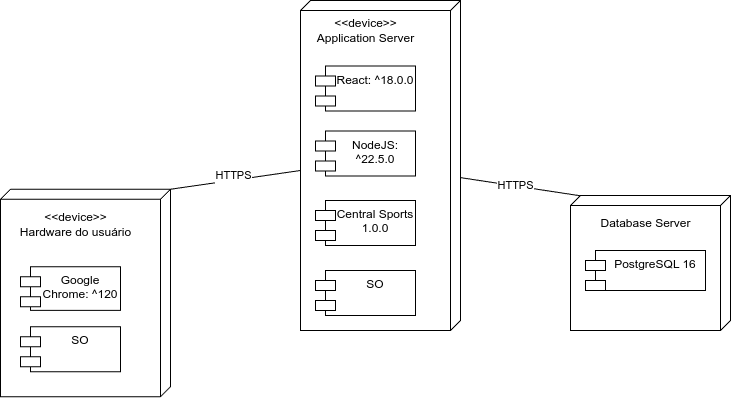 <<device>>
Application Server
React: ^18.0.0
NodeJS:
^22.5.0
Central Sports
1.0.0
SO
HTTPS
HTTPS
<<device>>
Hardware do usuário
Google
Chrome: ^120
SO
Database Server
PostgreSQL 16